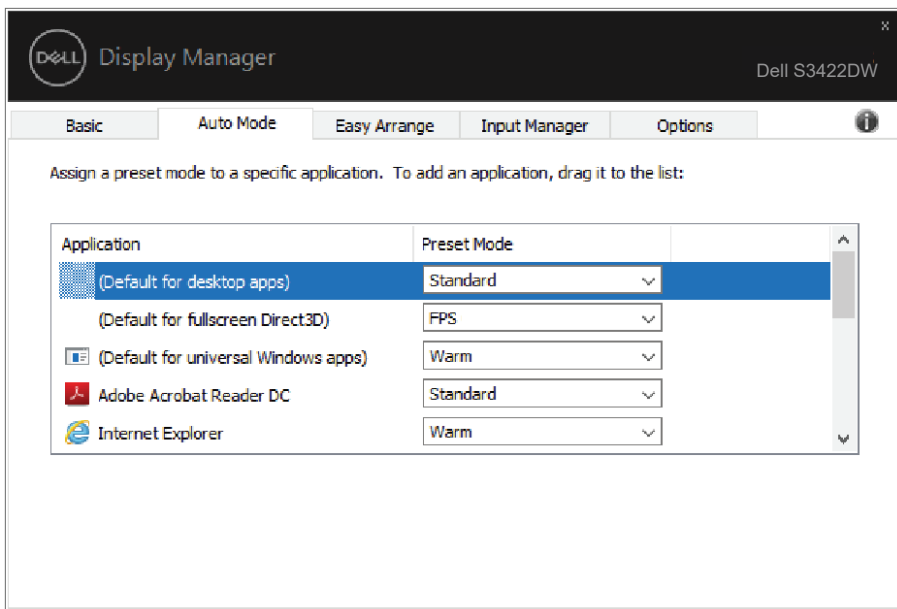 x
DELL Display Manager
Dell S3422DW
Basic Auto Mode Easy Arrange Input Manager Options
Assign a preset mode to a specific application. To add an application, drag it to the list:
Application Preset Mode
(Default for desktop apps) Standard
(Default for fullscreen Direct3D) FPS
(Default for universal Windows apps) Warm
Adobe Acrobat Reader DC Standard
Internet Explorer Warm